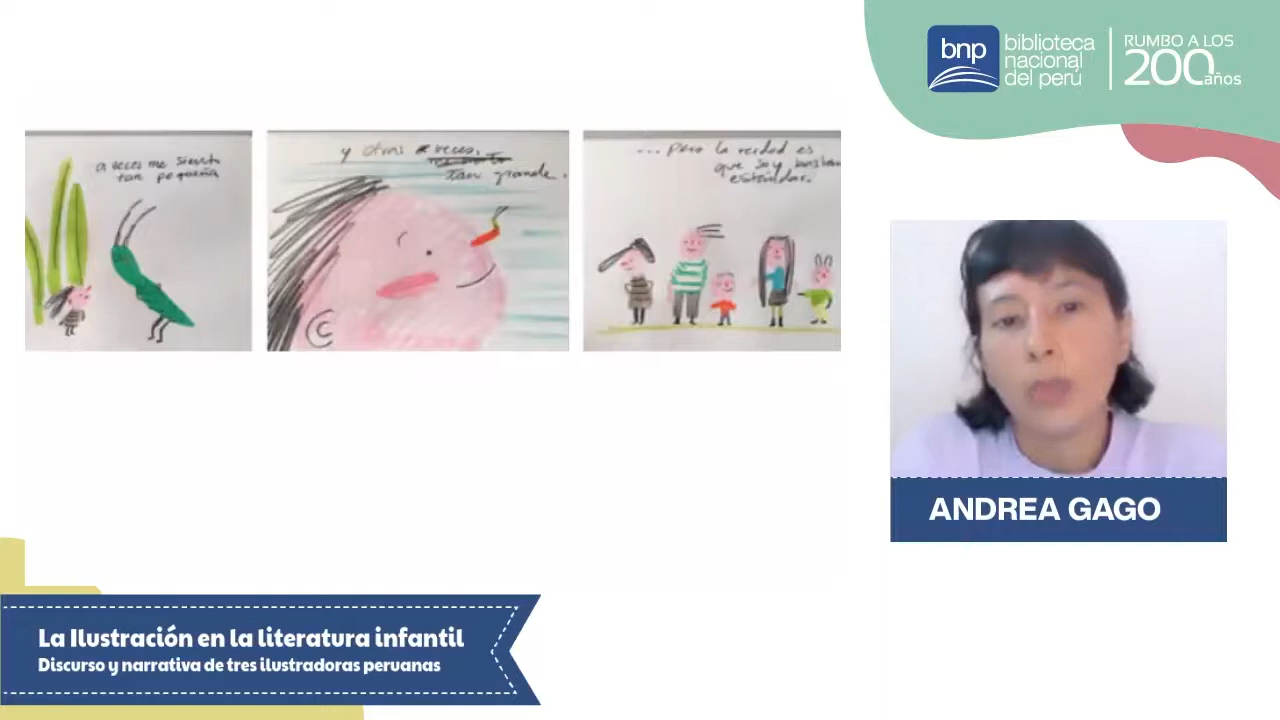 bnp
biblioteca
nacional
del perú
RUMBO A LOS
200
años
a veces me siento
tan pequeña
y otras veces,
tan grande.
... pero la verdad es
que soy
estándar.
ANDREA GAGO
La Ilustración en la literatura infantil
Discurso y narrativa de tres ilustradoras peruanas